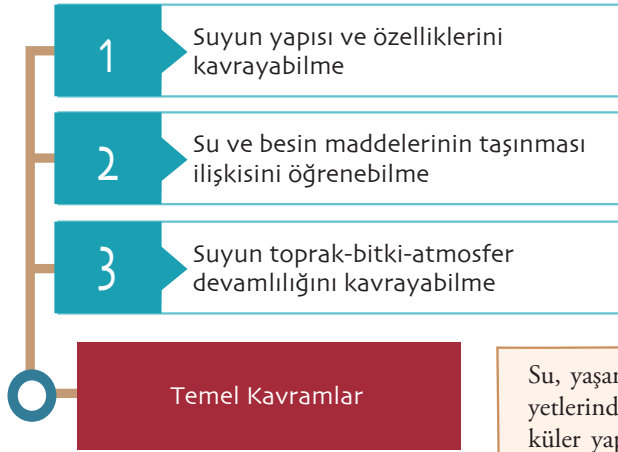 1
Suyun yapısı ve özelliklerini
kavrayabilme
2
Su ve besin maddelerinin taşınması
ilişkisini öğrenebilme
3
Suyun toprak-bitki-atmosfer
devamlılığını kavrayabilme
Temel Kavramlar
Su,
küler